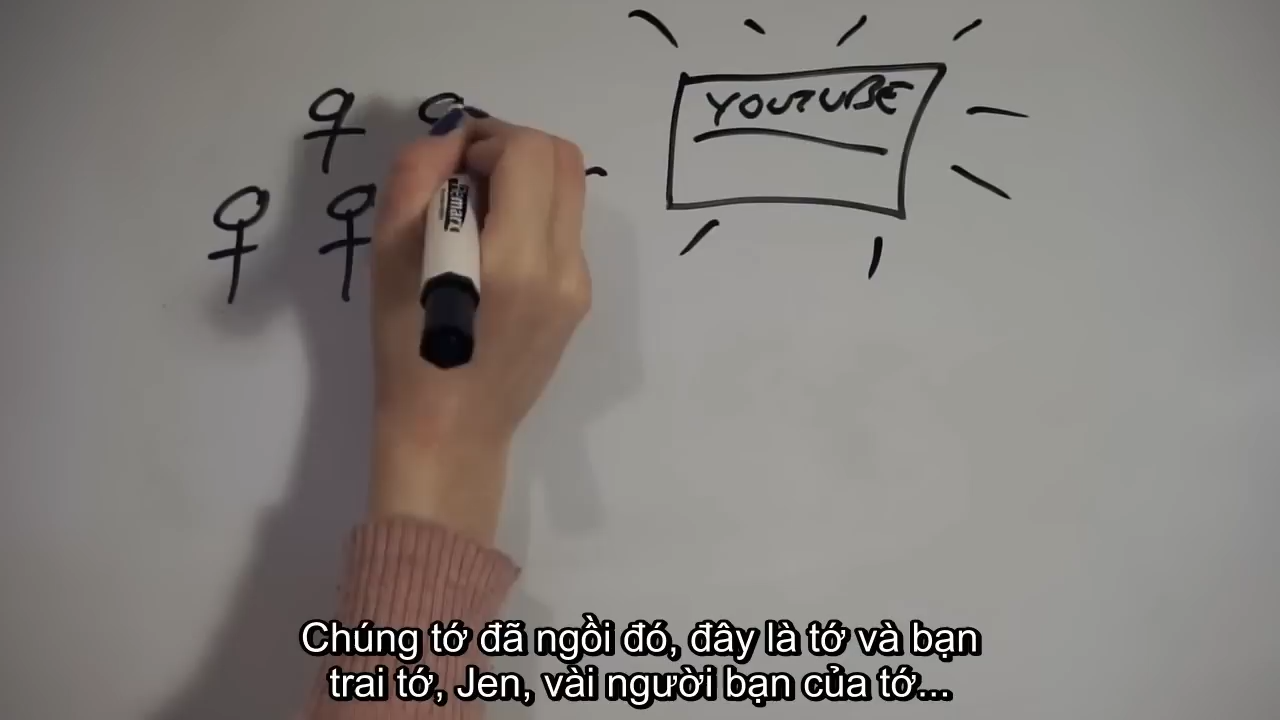 YOUTUBE
Chúng tớ đã ngồi đó, đây là tớ và bạn
trai tớ, Jen, vài người bạn của tớ...